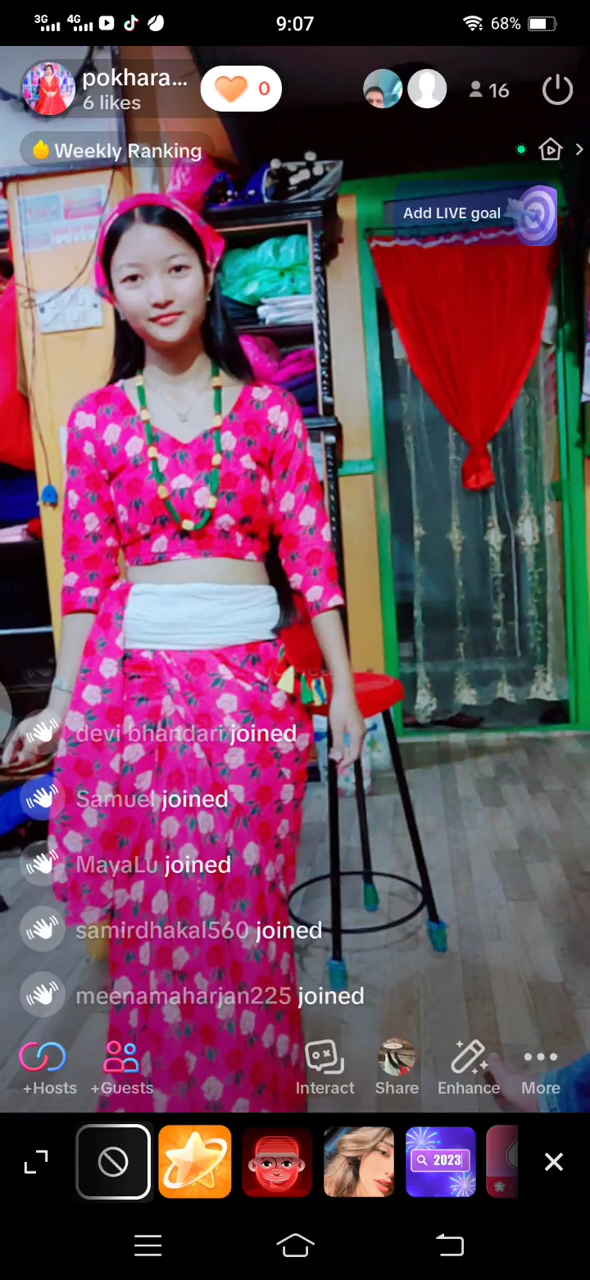 3G 4G 9:07 68%
pokhara...
6 likes
0
16
Weekly Ranking
Add LIVE goal
devi bhandari joined
Samuel joined
MayaLu joined
samirdhakal560 joined
meenamaharjan225 joined
+Hosts +Guests Interact Share Enhance More
2023